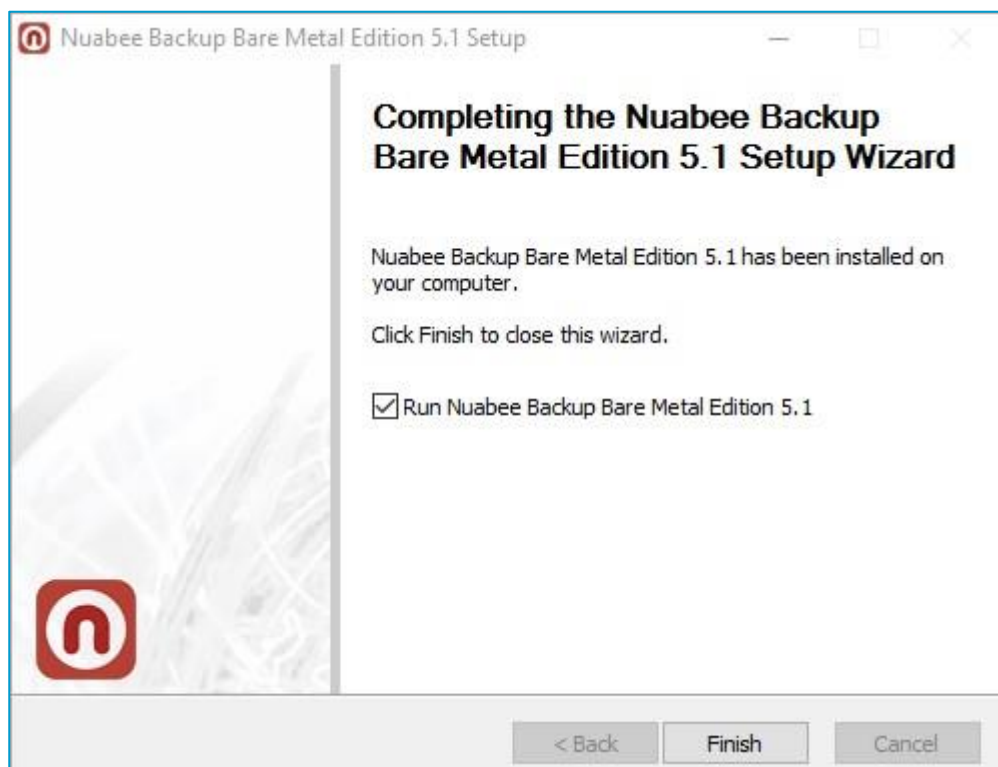 Nuabee Backup Bare Metal Edition 5.1 Setup
Completing the Nuabee Backup
Bare Metal Edition 5.1 Setup Wizard
Nuabee Backup Bare Metal Edition 5.1 has been installed on
your computer.
Click Finish to close this wizard.
Run Nuabee Backup Bare Metal Edition 5.1
< Back
Finish
Cancel